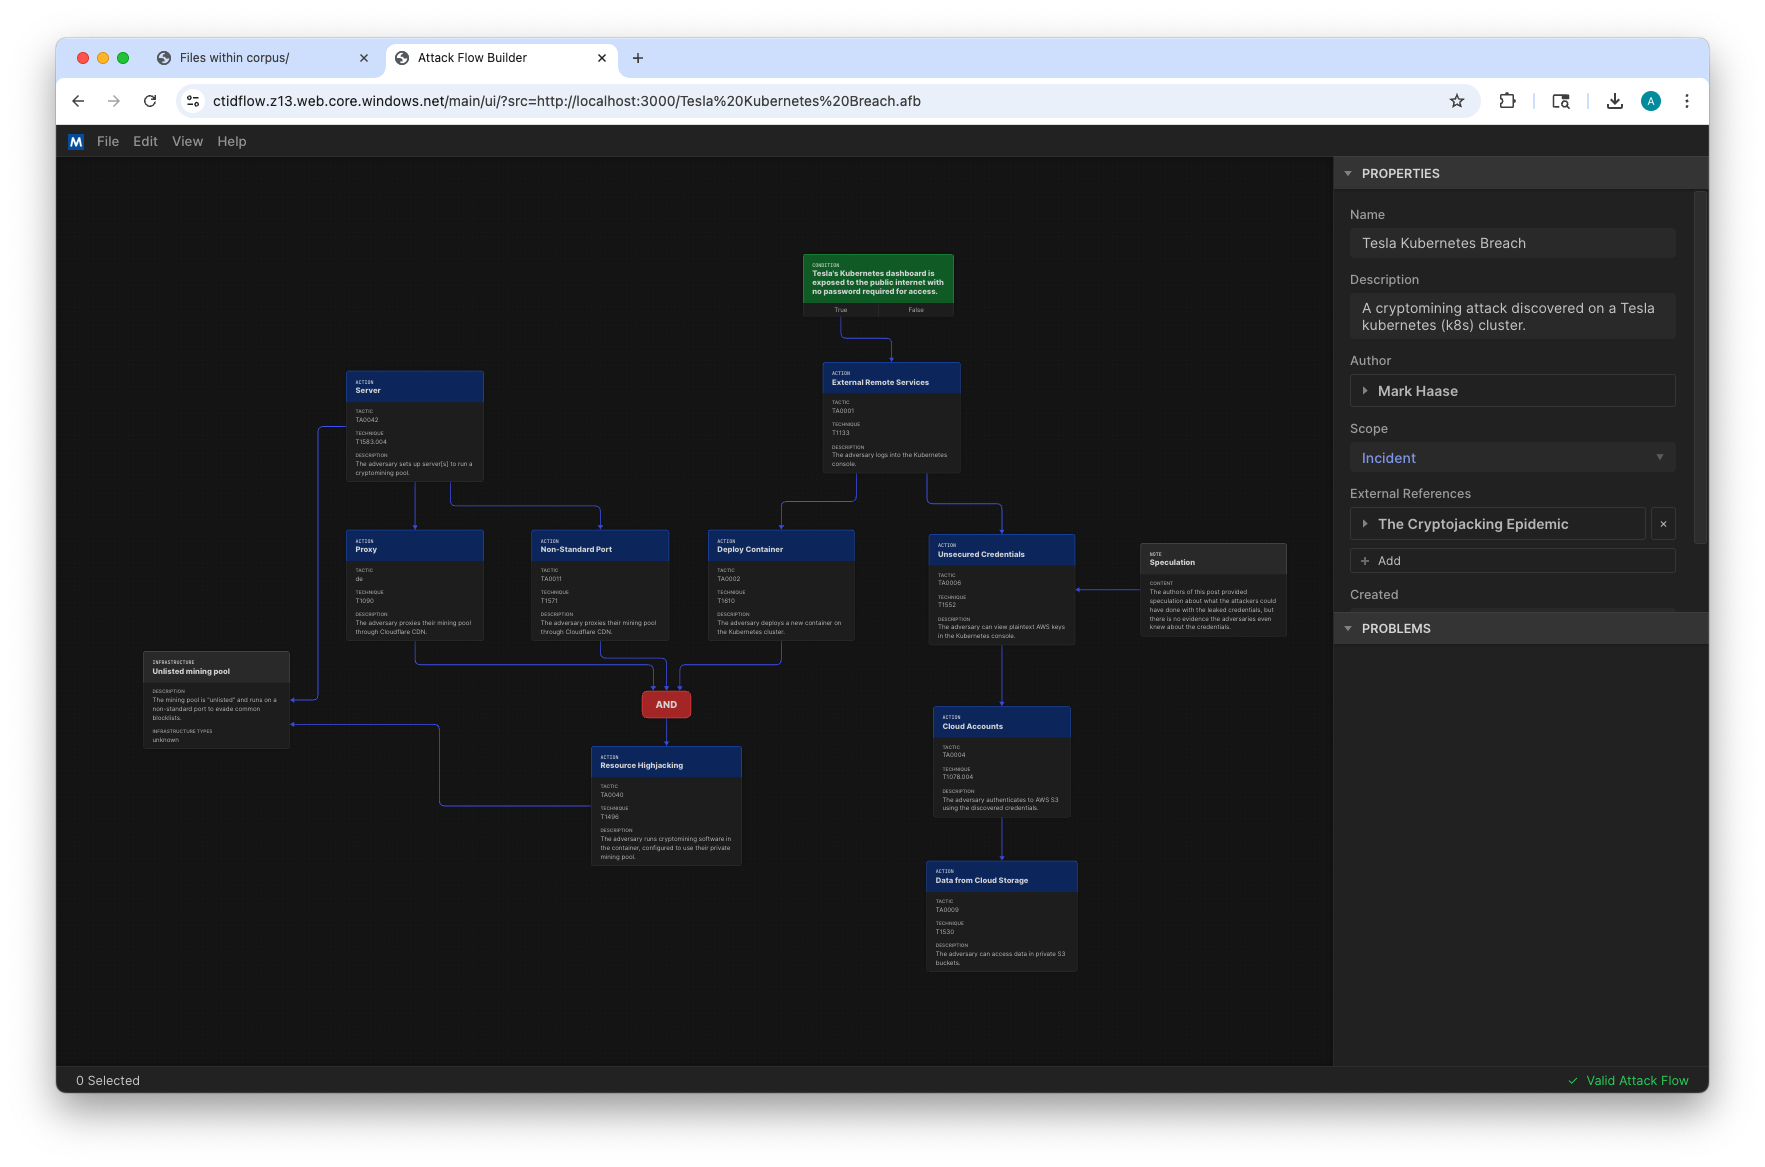 Files within corpus/
Attack Flow Builder
ctidflow.z13.web.core.windows.net/main/ui/?src=http://localhost:3000/Tesla%20Kubernetes%20Breach.afb
A
M
File
Edit
View
Help
CONDITION
Tesla's Kubernetes dashboard is
exposed to the public internet with
no password required for access.
True
False
ACTION
Server
TACTIC
TA0042
TECHNIQUE
T1583.004
DESCRIPTION
The adversary sets up server[s] to run a
cryptomining pool.
ACTION
External Remote Services
TACTIC
TA0001
TECHNIQUE
T1133
DESCRIPTION
The adversary logs into the Kubernetes
console.
ACTION
Proxy
TACTIC
de
TECHNIQUE
T1090
DESCRIPTION
The adversary proxies their mining pool
through Cloudflare CDN.
ACTION
Non-Standard Port
TACTIC
TA0011
TECHNIQUE
T1571
DESCRIPTION
The adversary proxies their mining pool
through Cloudflare CDN.
ACTION
Deploy Container
TACTIC
TA0002
TECHNIQUE
T1610
DESCRIPTION
The adversary deploys a new container on
the Kubernetes cluster.
ACTION
Unsecured Credentials
TACTIC
TA0006
TECHNIQUE
T1552
DESCRIPTION
The adversary can view plaintext AWS keys
in the Kubernetes console.
NOTE
Speculation
CONTENT
The authors of this post provided
speculation about what the attackers could
have done with the leaked credentials, but
there is no evidence the adversaries even
knew about the credentials.
INFRASTRUCTURE
Unlisted mining pool
DESCRIPTION
The mining pool is "unlisted" and runs on a
non-standard port to evade common
blocklists.
INFRASTRUCTURE TYPES
unknown
AND
ACTION
Resource Highjacking
TACTIC
TA0040
TECHNIQUE
T1496
DESCRIPTION
The adversary runs cryptomining software in
the container, configured to use their private
mining pool.
ACTION
Cloud Accounts
TACTIC
TA0004
TECHNIQUE
T1078.004
DESCRIPTION
The adversary authenticates to AWS S3
using the discovered credentials.
ACTION
Data from Cloud Storage
TACTIC
TA0009
TECHNIQUE
T1530
DESCRIPTION
The adversary can access data in private S3
buckets.
PROPERTIES
Name
Tesla Kubernetes Breach
Description
A cryptomining attack discovered on a Tesla
kubernetes (k8s) cluster.
Author
Mark Haase
Scope
Incident
External References
The Cryptojacking Epidemic
+ Add
Created
PROBLEMS
0 Selected
Valid Attack Flow